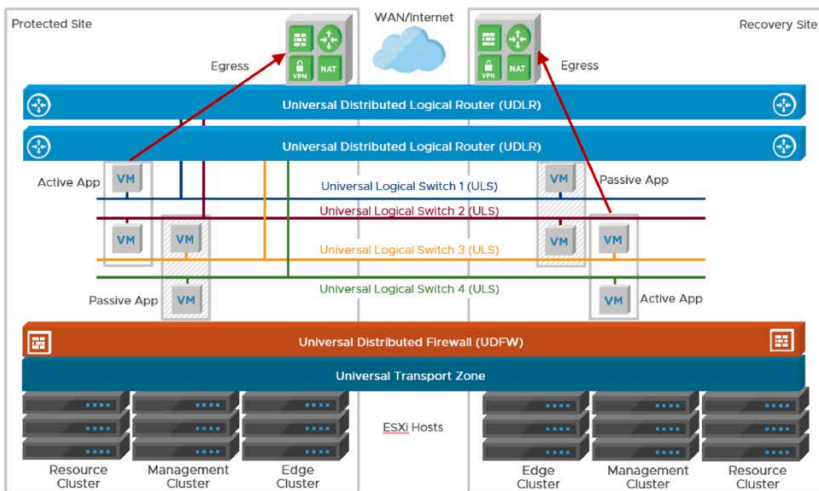 Protected Site
WAN/Internet
Recovery Site
Egress
VPN
NAT
VPN
NAT
Egress
Universal Distributed Logical Router (UDLR)
Universal Distributed Logical Router (UDLR)
Active App
VM
Universal Logical Switch 1 (ULS)
VM
Passive App
Universal Logical Switch 2 (ULS)
VM
VM
Universal Logical Switch 3 (ULS)
VM
VM
Passive App
VM
Universal Logical Switch 4 (ULS)
VM
Active App
Universal Distributed Firewall (UDFW)
Universal Transport Zone
ESXi Hosts
Resource
Cluster
Management
Cluster
Edge
Cluster
Edge
Cluster
Management
Cluster
Resource
Cluster